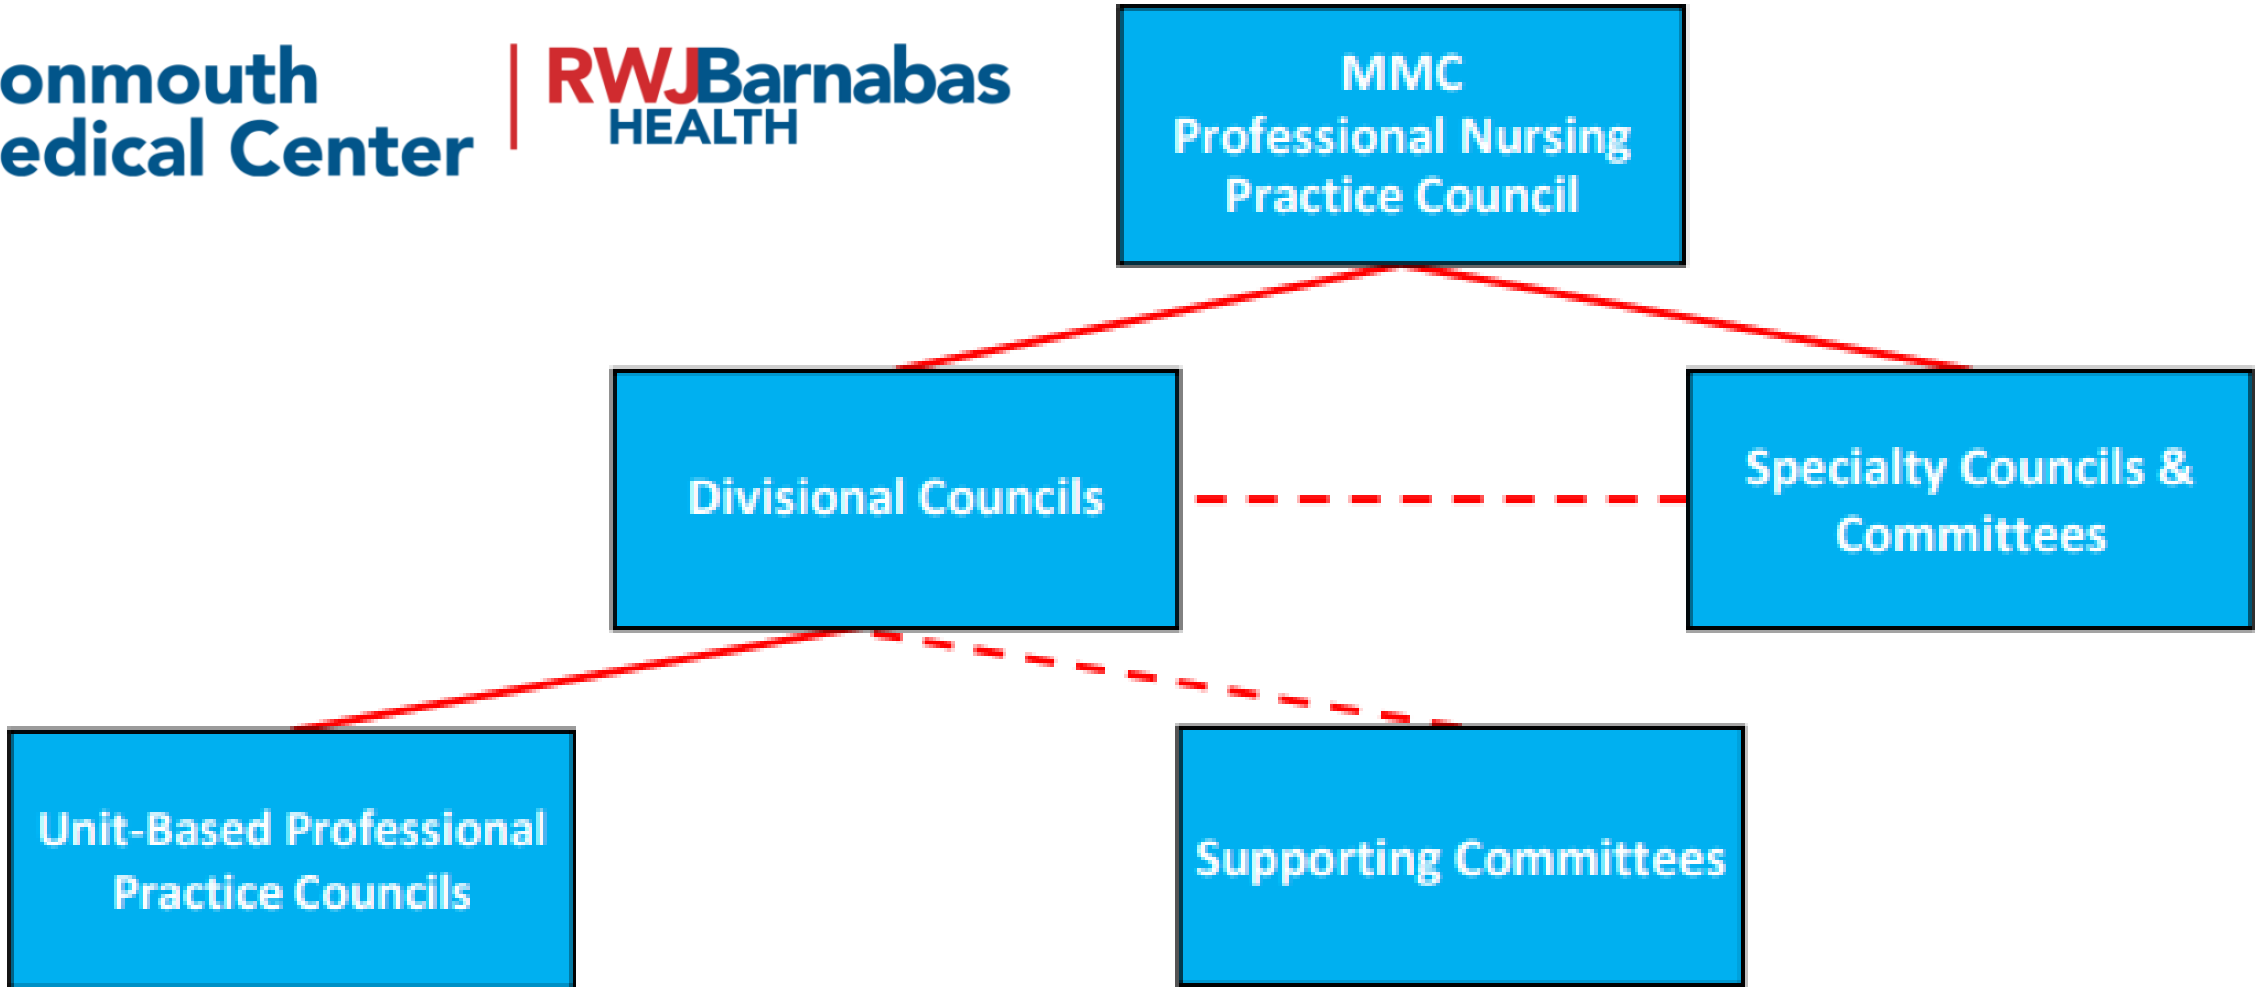 onmouth
edical Center
RWJBarnabas
HEALTH
MMC
Professional Nursing
Practice Council
Divisional Councils
Specialty Councils &
Committees
Unit-Based Professional
Practice Councils
Supporting Committees